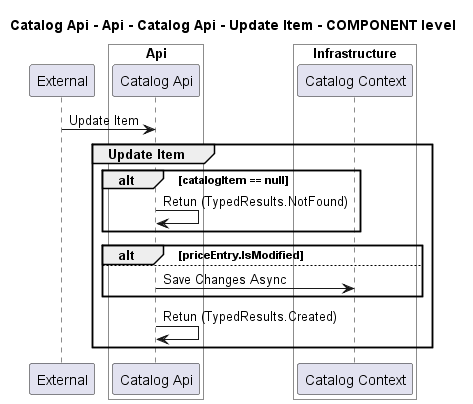 Catalog Api - Api - Catalog Api - Update Item - COMPONENT level
Api
Infrastructure
External
Catalog Api
Catalog Context
Update Item
Update Item
alt
[catalogItem == null]
Retun (TypedResults.NotFound)
alt
[priceEntry.IsModified]
Save Changes Async
Retun (TypedResults.Created)
External
Catalog Api
Catalog Context